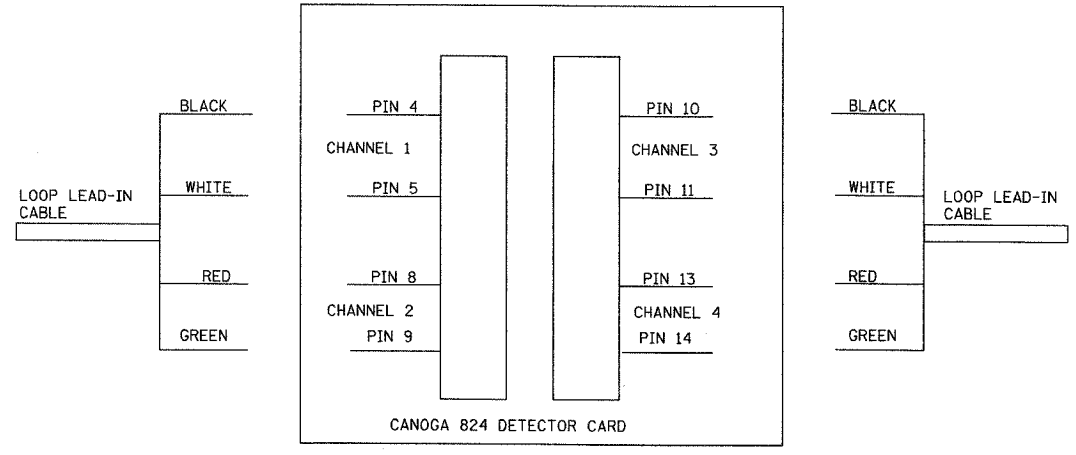 BLACK
PIN 4
PIN 10
BLACK
CHANNEL 1
CHANNEL 3
WHITE
PIN 5
PIN 11
WHITE
LOOP LEAD-IN
CABLE
LOOP LEAD-IN
CABLE
RED
PIN 8
PIN 13
RED
CHANNEL 2
CHANNEL 4
GREEN
PIN 9
PIN 14
GREEN
CANOGA 824 DETECTOR CARD